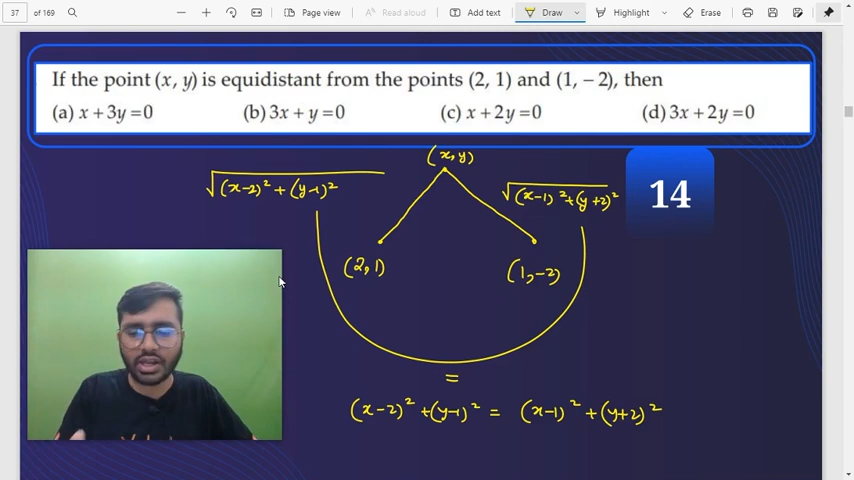 37 of 169 Page view Read aloud Add text Draw Highlight Erase
If the point (x, y) is equidistant from the points (2, 1) and (1, – 2), then
(a) x + 3y = 0 (b) 3x + y = 0 (c) x + 2y = 0 (d) 3x + 2y = 0
(x, y)
√(x-2)² + (y-1)² √(x-1)² + (y+2)² 14
(2, 1) (1, -2)
=
(x-2)² + (y-1)² = (x-1)² + (y+2)²